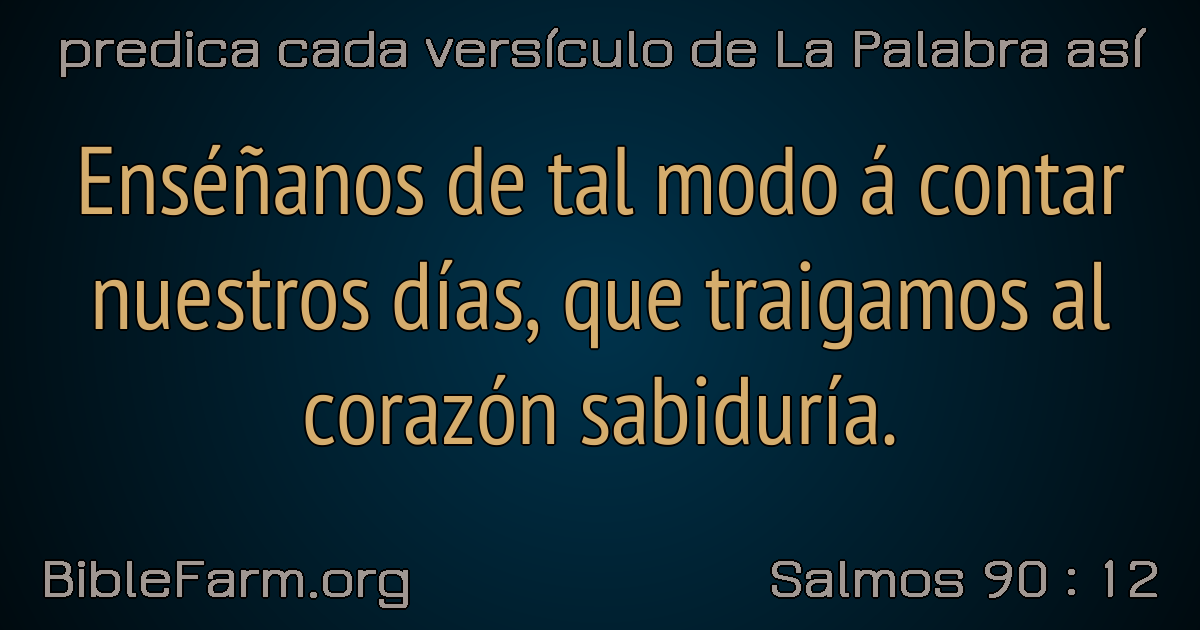 predica cada versículo de La Palabra así
Enséñanos de tal modo á contar
nuestros días, que traigamos al
corazón sabiduría.
BibleFarm.org
Salmos 90 : 12